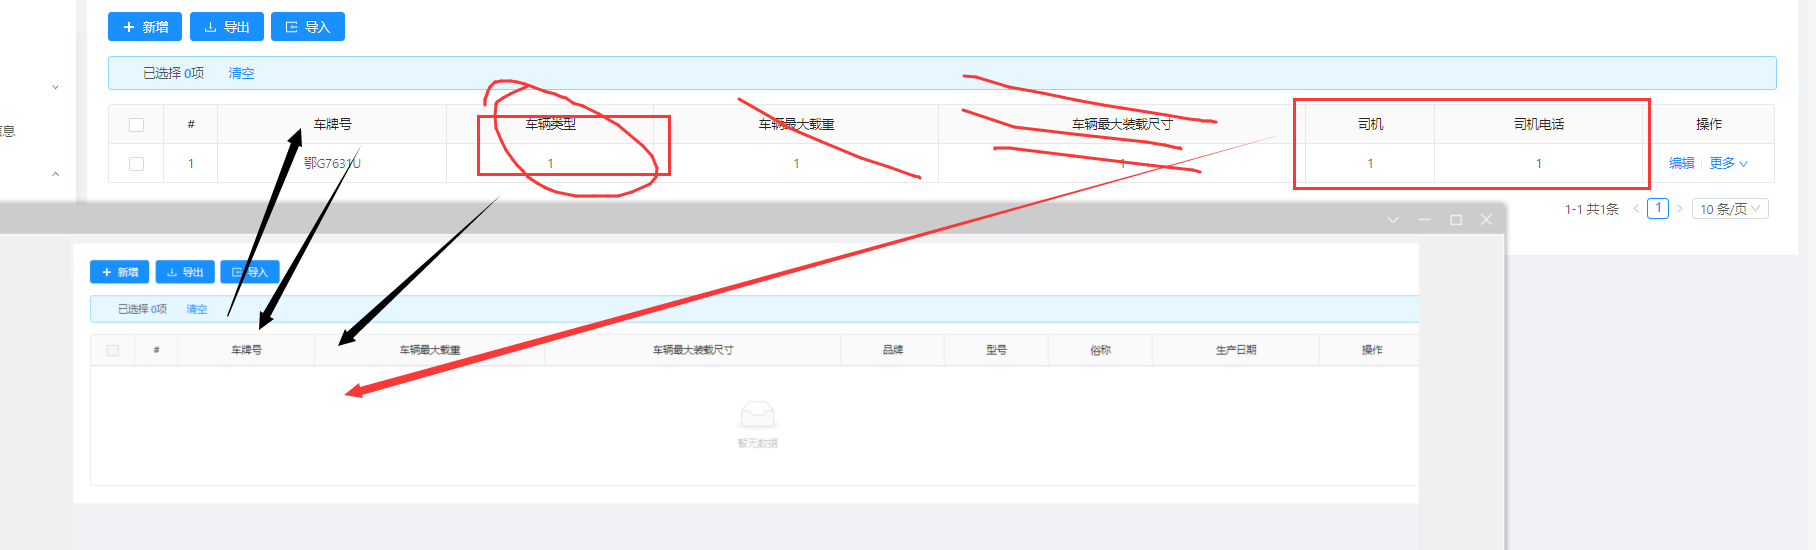 新增 导出 导入
已选择 0项 清空
# 车牌号 车辆类型 车辆最大载重 车辆最大装载尺寸 司机 司机电话 操作
息
1 鄂G7631U 1 1 1 1 1 编辑 更多
1-1 共1条 < 1 > 10 条/页
新增 导出 导入
已选择 0项 清空
# 车牌号 车辆最大载重 车辆最大装载尺寸 品牌 型号 俗称 生产日期 操作
暂无数据